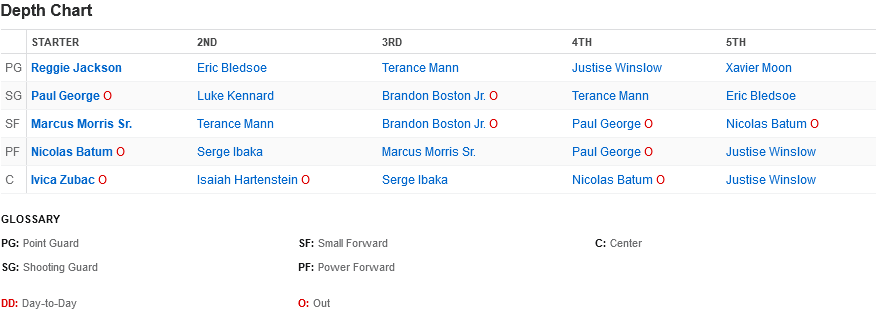 Depth Chart
STARTER 2ND 3RD 4TH 5TH
PG Reggie Jackson Eric Bledsoe Terance Mann Justise Winslow Xavier Moon
SG Paul George O Luke Kennard Brandon Boston Jr. O Terance Mann Eric Bledsoe
SF Marcus Morris Sr. Terance Mann Brandon Boston Jr. O Paul George O Nicolas Batum O
PF Nicolas Batum O Serge Ibaka Marcus Morris Sr. Paul George O Justise Winslow
C Ivica Zubac O Isaiah Hartenstein O Serge Ibaka Nicolas Batum O Justise Winslow
GLOSSARY
PG: Point Guard SF: Small Forward C: Center
SG: Shooting Guard PF: Power Forward
DD: Day-to-Day O: Out